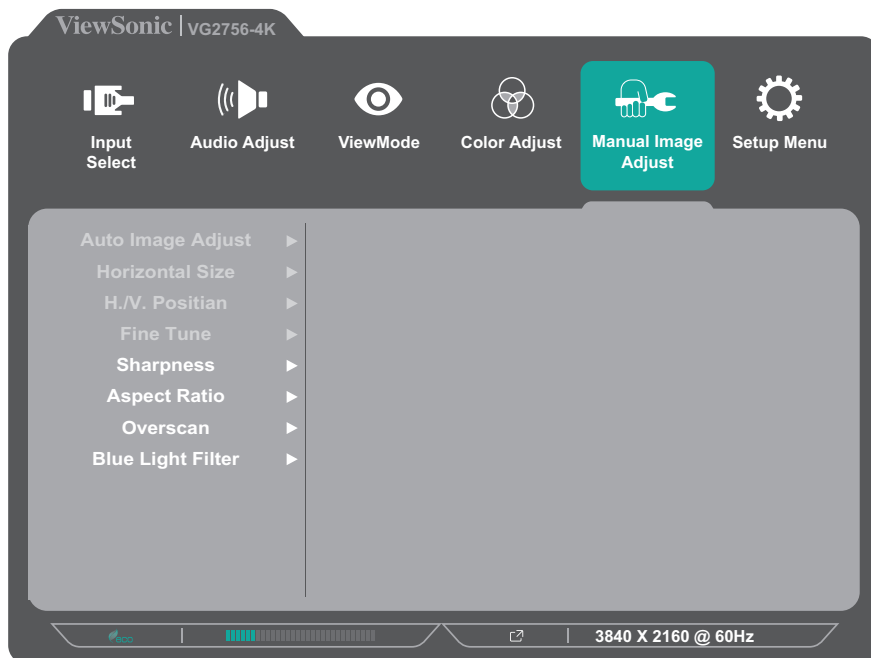 ViewSonic | VG2756-4K
Input
Select
Audio Adjust
ViewMode
Color Adjust
Manual Image
Adjust
Setup Menu
Auto Image Adjust
Horizontal Size
H./V. Positian
Fine Tune
Sharpness
Aspect Ratio
Overscan
Blue Light Filter
eco
3840 X 2160 @ 60Hz